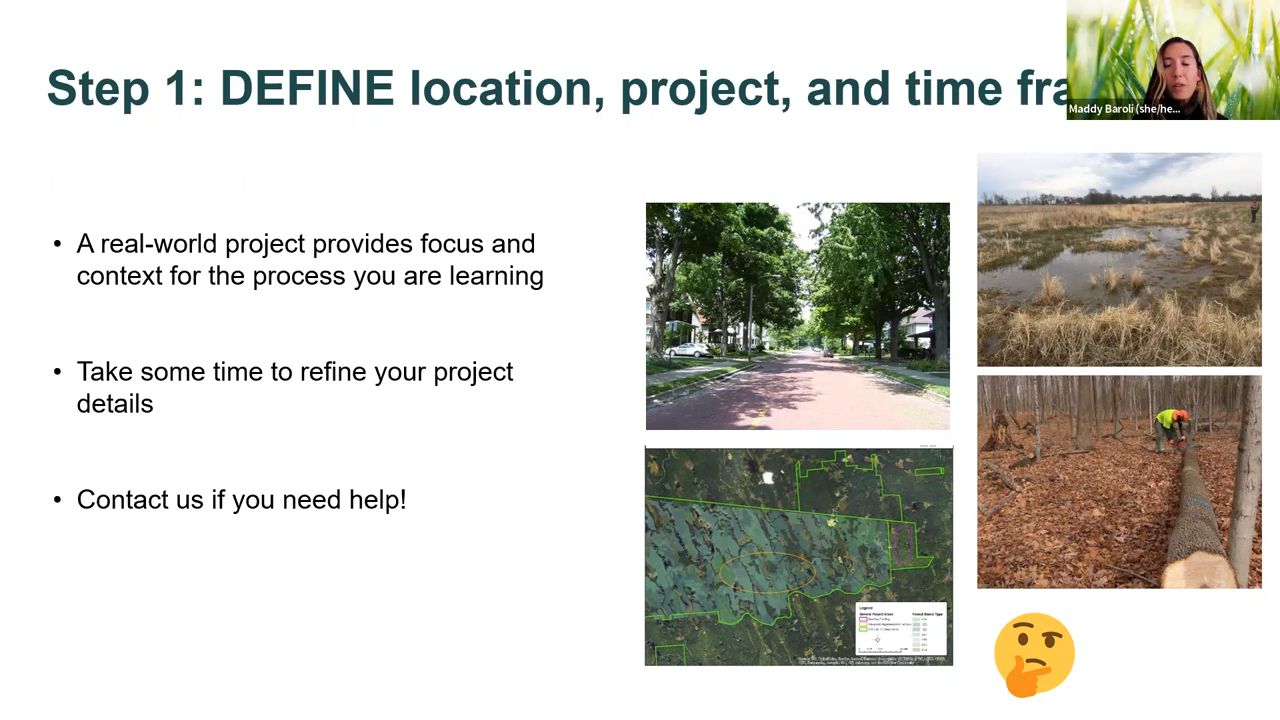 Step 1: DEFINE location, project, and time fra
Maddy Baroli (she/he...
• A real-world project provides focus and
context for the process you are learning
• Take some time to refine your project
details
• Contact us if you need help!
Legend